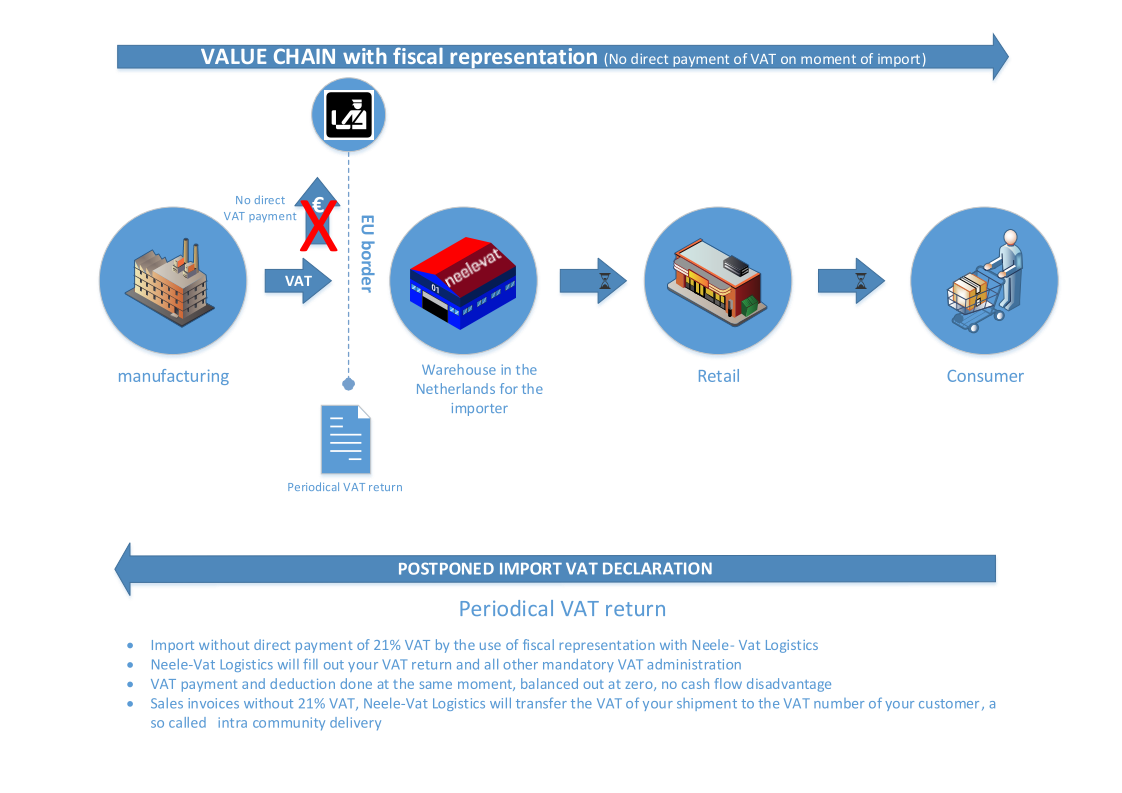 VALUE CHAIN with fiscal representation (No direct payment of VAT on moment of import)
No direct
VAT payment
€
X
VAT
EU border
neele-vat
01
manufacturing
Warehouse in the
Netherlands for the
importer
Retail
Consumer
Periodical VAT return
POSTPONED IMPORT VAT DECLARATION
Periodical VAT return
• Import without direct payment of 21% VAT by the use of fiscal representation with Neele- Vat Logistics
• Neele-Vat Logistics will fill out your VAT return and all other mandatory VAT administration
• VAT payment and deduction done at the same moment, balanced out at zero, no cash flow disadvantage
• Sales invoices without 21% VAT, Neele-Vat Logistics will transfer the VAT of your shipment to the VAT number of your customer, a
so called intra community delivery